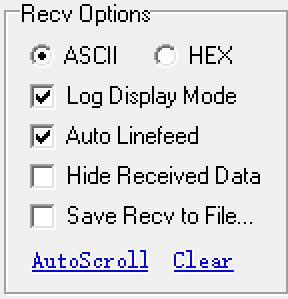 Recv Options
ASCII HEX
Log Display Mode
Auto Linefeed
Hide Received Data
Save Recv to File...
AutoScroll Clear